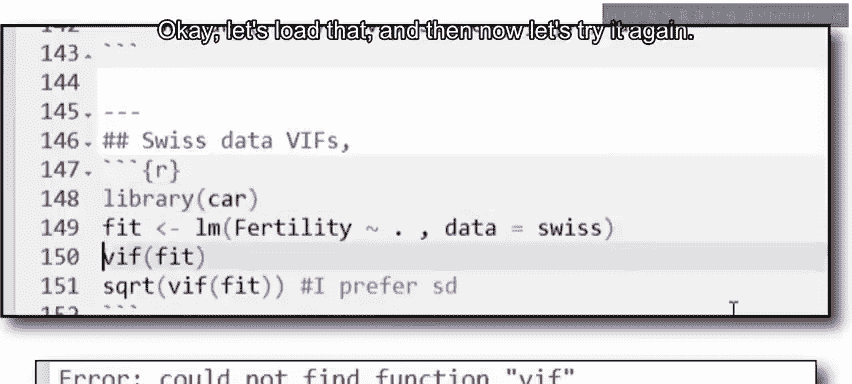 Okay, let's load that, and then now let's try it again.
142
143 ```
144
145 ---
146 ## Swiss data VIFs,
147 ```{r}
148 library(car)
149 fit <- lm(Fertility ~ . , data = swiss)
150 vif(fit)
151 sqrt(vif(fit)) #I prefer sd
152 ```
Error: could not find function "vif"